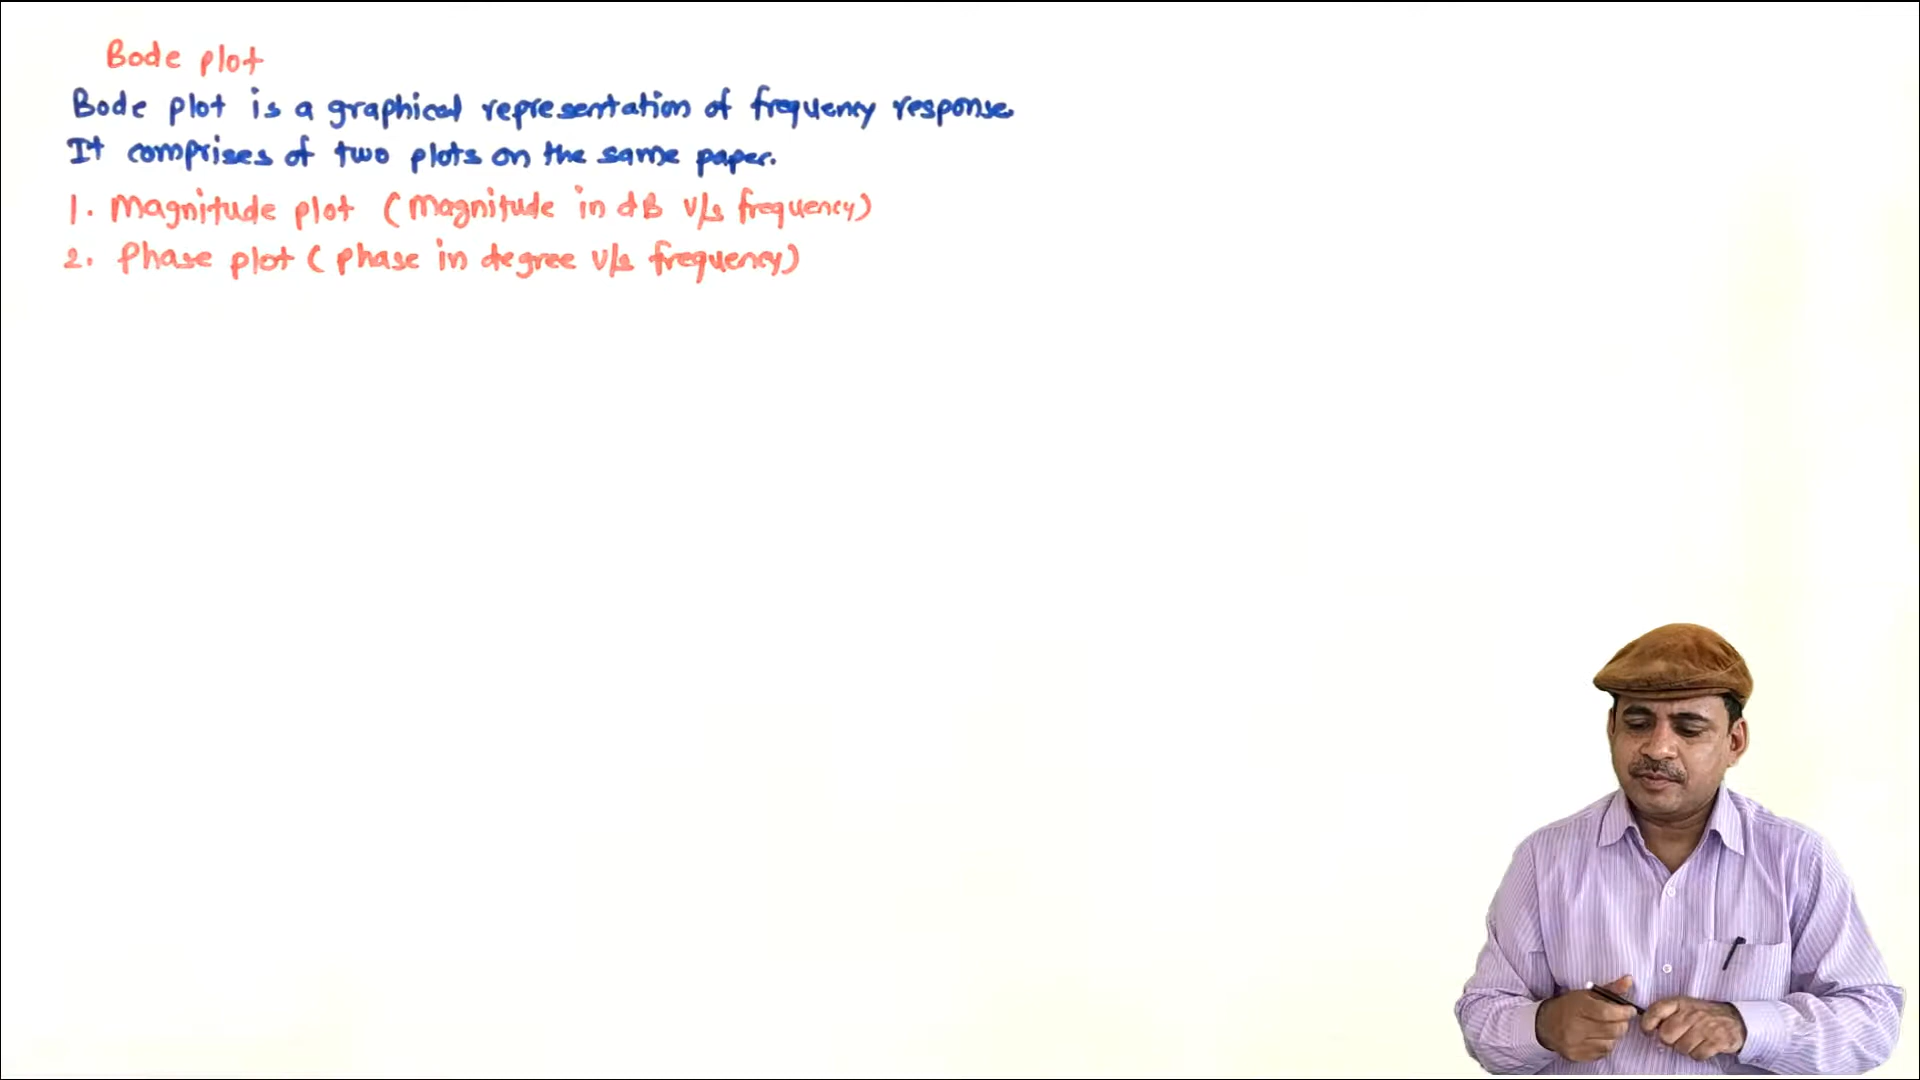 Bode plot
Bode plot is a graphical representation of frequency response.
It comprises of two plots on the same paper.
1. Magnitude plot (Magnitude in dB v/s frequency)
2. Phase plot (phase in degree v/s frequency)